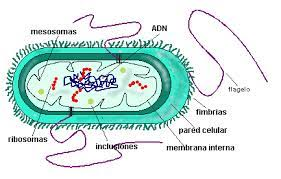 mesosomas
ADN
flagelo
fimbrias
pared celular
ribosomas
inclusiones
membrana interna